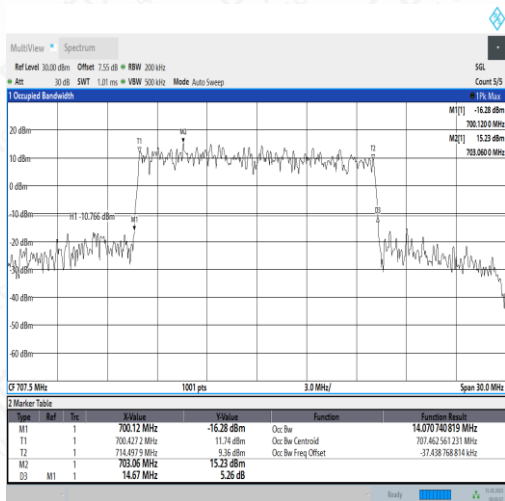 MultiView Spectrum
Ref Level 30.00 dBm Offset 7.55 dB RBW 200 kHz SGL
Att 30 dB SWT 1.01 ms VBW 500 kHz Mode Auto Sweep Count 5/5
1 Occupied Bandwidth 1Pk Max
M1[1] -16.28 dBm
700.120 0 MHz
M2[1] 15.23 dBm
703.060 0 MHz
20 dBm
M2
T1
T2
10 dBm
0 dBm
D3
-10 dBm
H1 -10.766 dBm
M1
-20 dBm
-30 dBm
-40 dBm
-50 dBm
-60 dBm
CF 707.5 MHz 1001 pts 3.0 MHz/ Span 30.0 MHz
2 Marker Table
Type Ref Trc X-Value Y-Value Function Function Result
M1 1 700.12 MHz -16.28 dBm Occ Bw 14.070 740 819 MHz
T1 1 700.427 2 MHz 11.74 dBm Occ Bw Centroid 707.462 561 231 MHz
T2 1 714.497 9 MHz 9.36 dBm Occ Bw Freq Offset -37.438 768 814 kHz
M2 1 703.06 MHz 15.23 dBm
D3 M1 1 14.67 MHz 5.26 dB
Ready